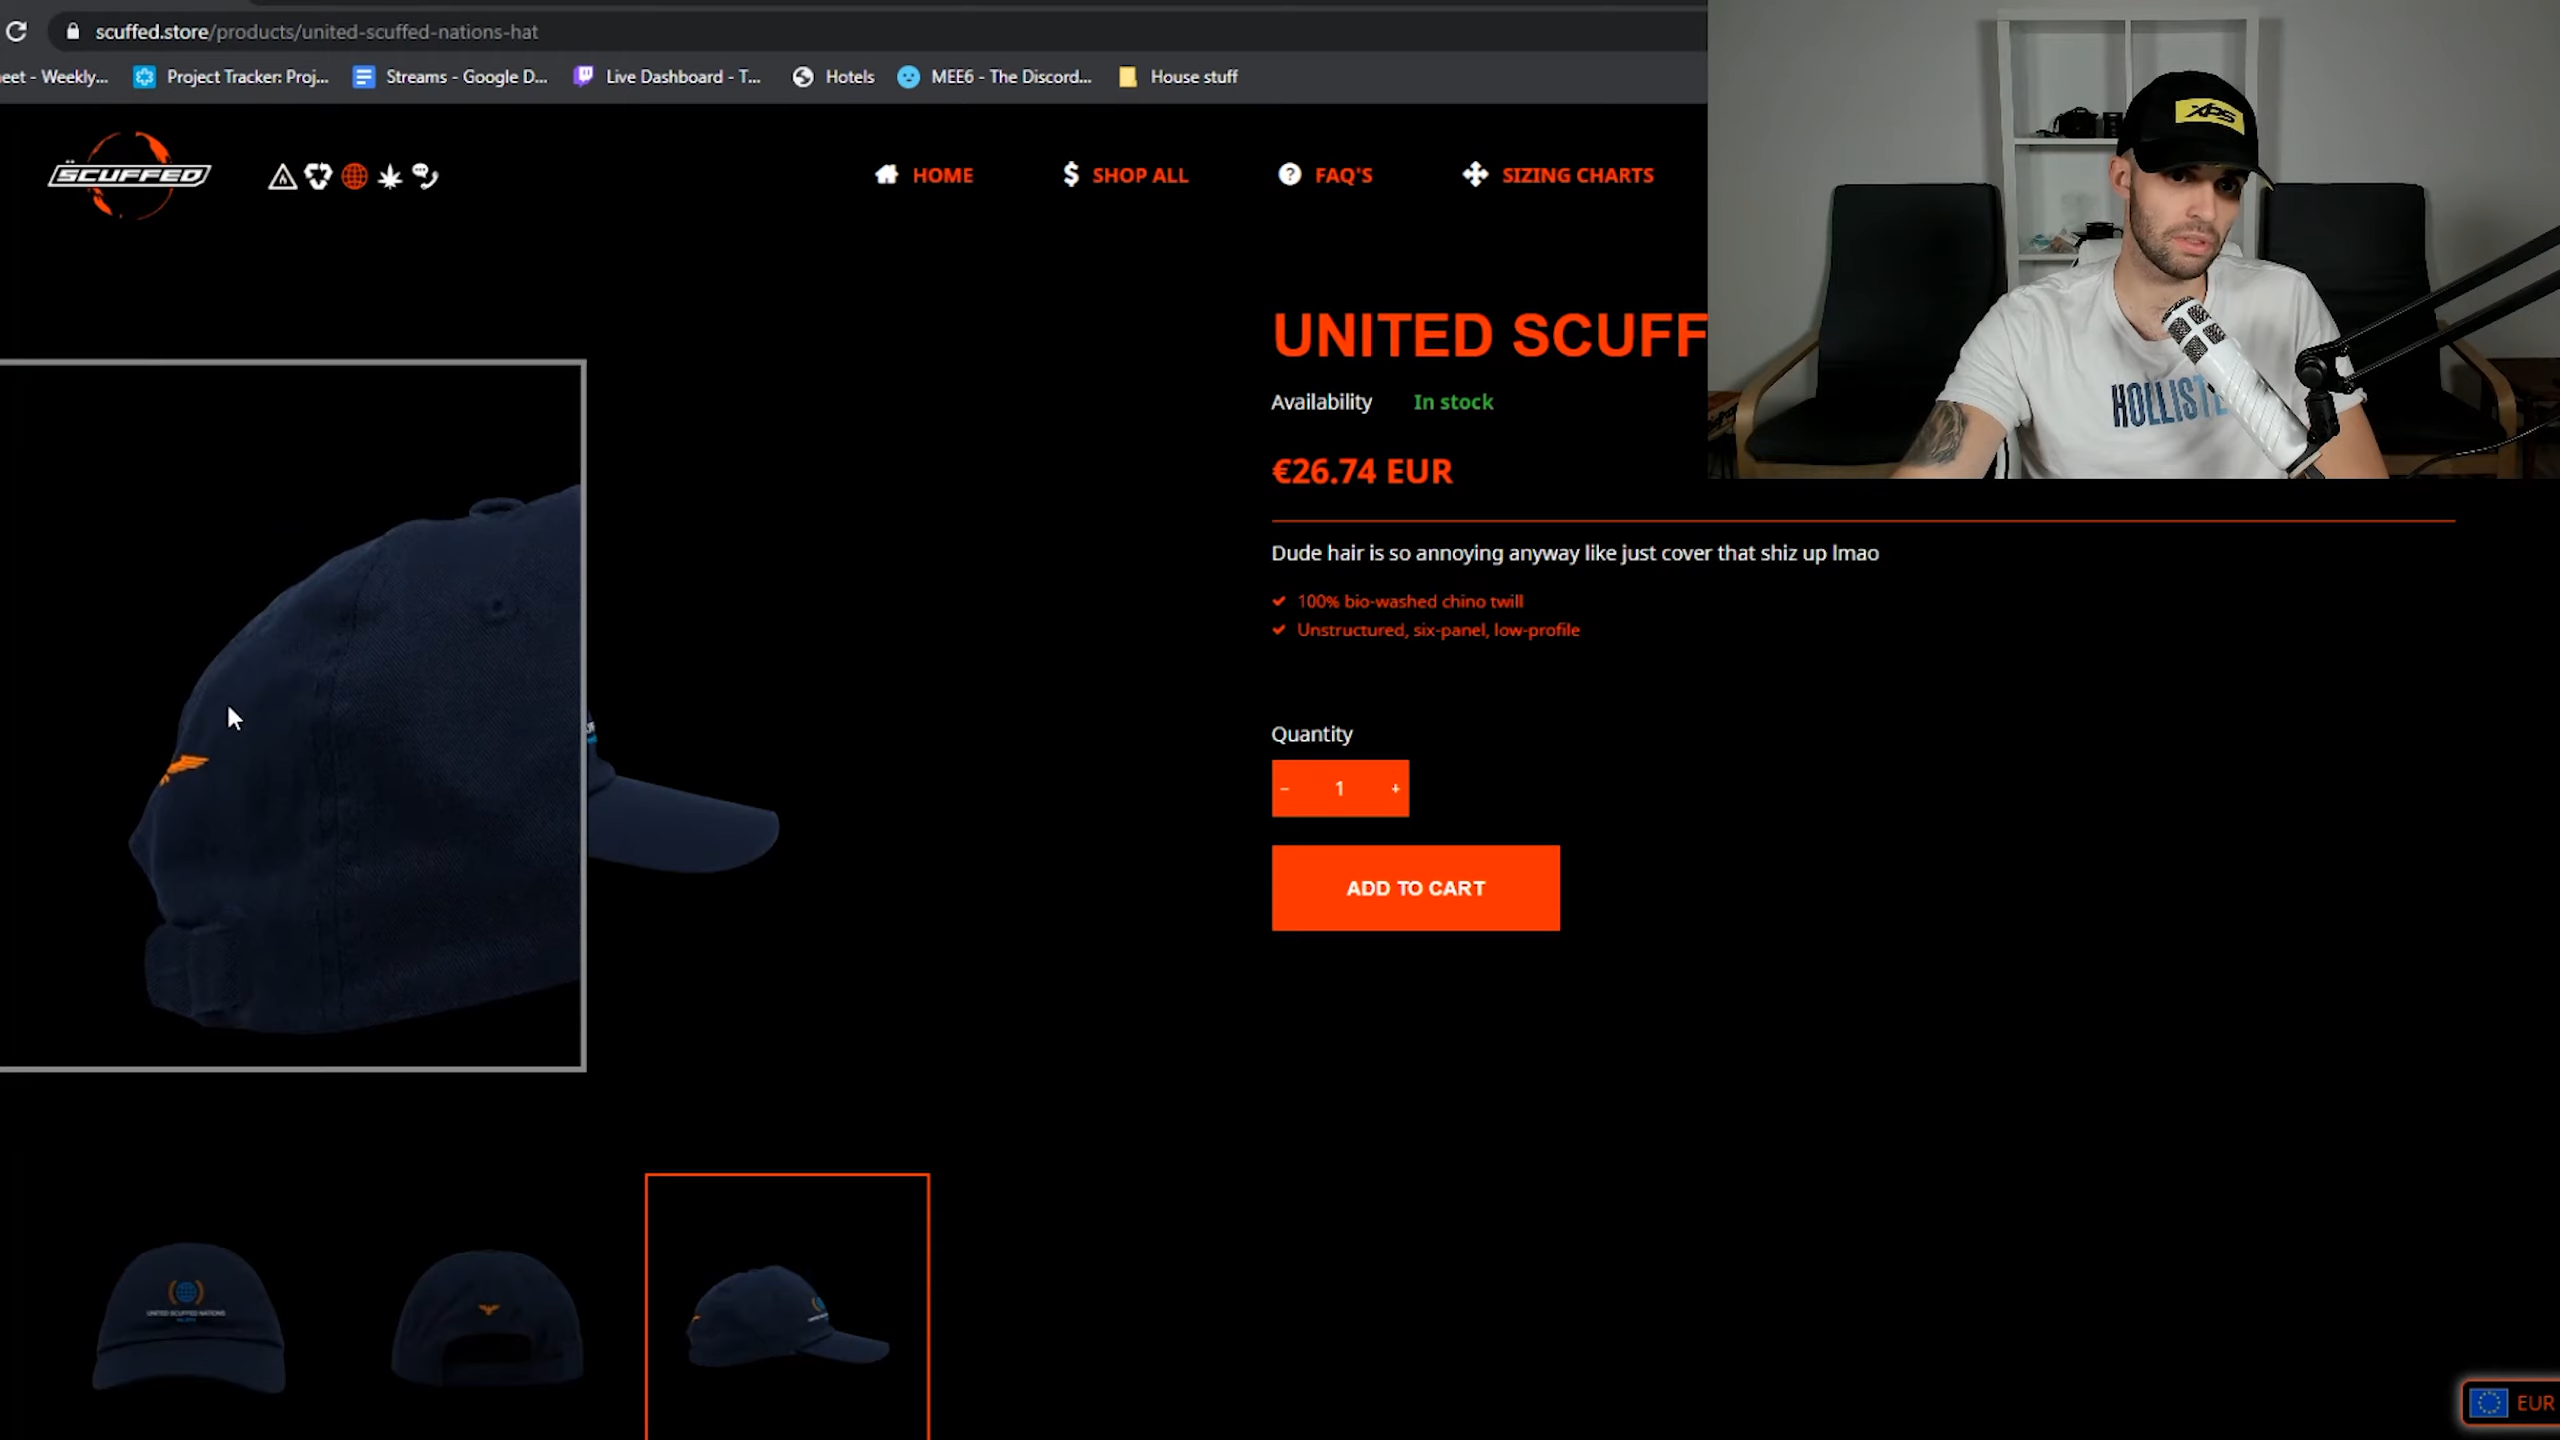 scuffed.store/products/united-scuffed-nations-hat
eet - Weekly... Project Tracker: Proj... Streams - Google D... Live Dashboard - T... Hotels MEE6 - The Discord... House stuff
SCUFFED HOME SHOP ALL FAQ'S SIZING CHARTS
XPS
HOLLISTE
UNITED SCUFF
Availability In stock
€26.74 EUR
Dude hair is so annoying anyway like just cover that shiz up lmao
100% bio-washed chino twill
Unstructured, six-panel, low-profile
Quantity
- 1 +
ADD TO CART
UNITED SCUFFED NATIONS
EUR